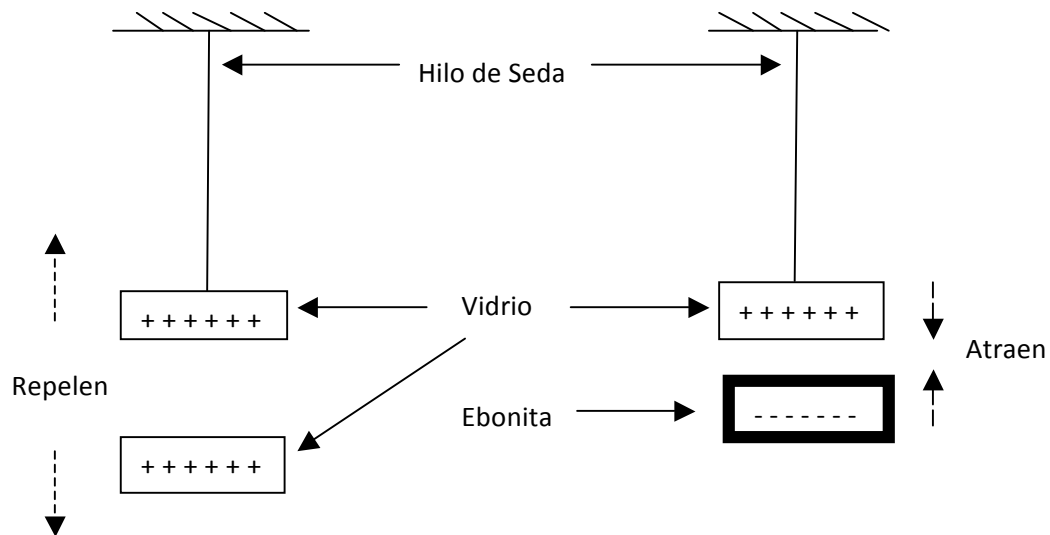 Hilo de Seda
+ + + + + +
Vidrio
+ + + + + +
Atraen
Repelen
Ebonita
- - - - - - -
+ + + + + +